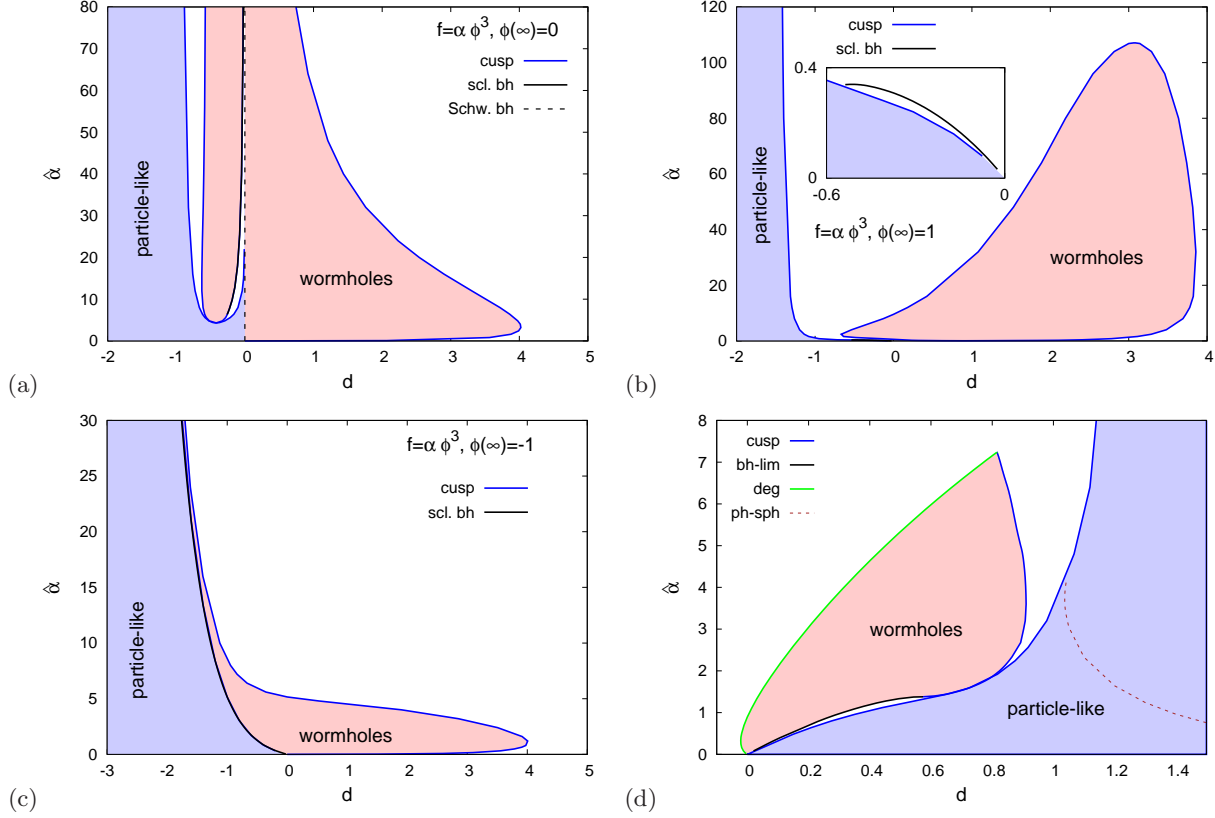 f=α ϕ^3, ϕ(∞)=0
cusp
scl. bh
Schw. bh
particle-like
wormholes
α̂
80
70
60
50
40
30
20
10
0
-2 -1 0 1 2 3 4 5
d
(a)
cusp
scl. bh
0.4
0
-0.6 0
f=α ϕ^3, ϕ(∞)=1
particle-like
wormholes
α̂
120
100
80
60
40
20
0
-2 -1 0 1 2 3 4
d
(b)
f=α ϕ^3, ϕ(∞)=-1
cusp
scl. bh
particle-like
wormholes
α̂
30
25
20
15
10
5
0
-3 -2 -1 0 1 2 3 4 5
d
(c)
cusp
bh-lim
deg
ph-sph
wormholes
particle-like
α̂
8
7
6
5
4
3
2
1
0
0 0.2 0.4 0.6 0.8 1 1.2 1.4
d
(d)